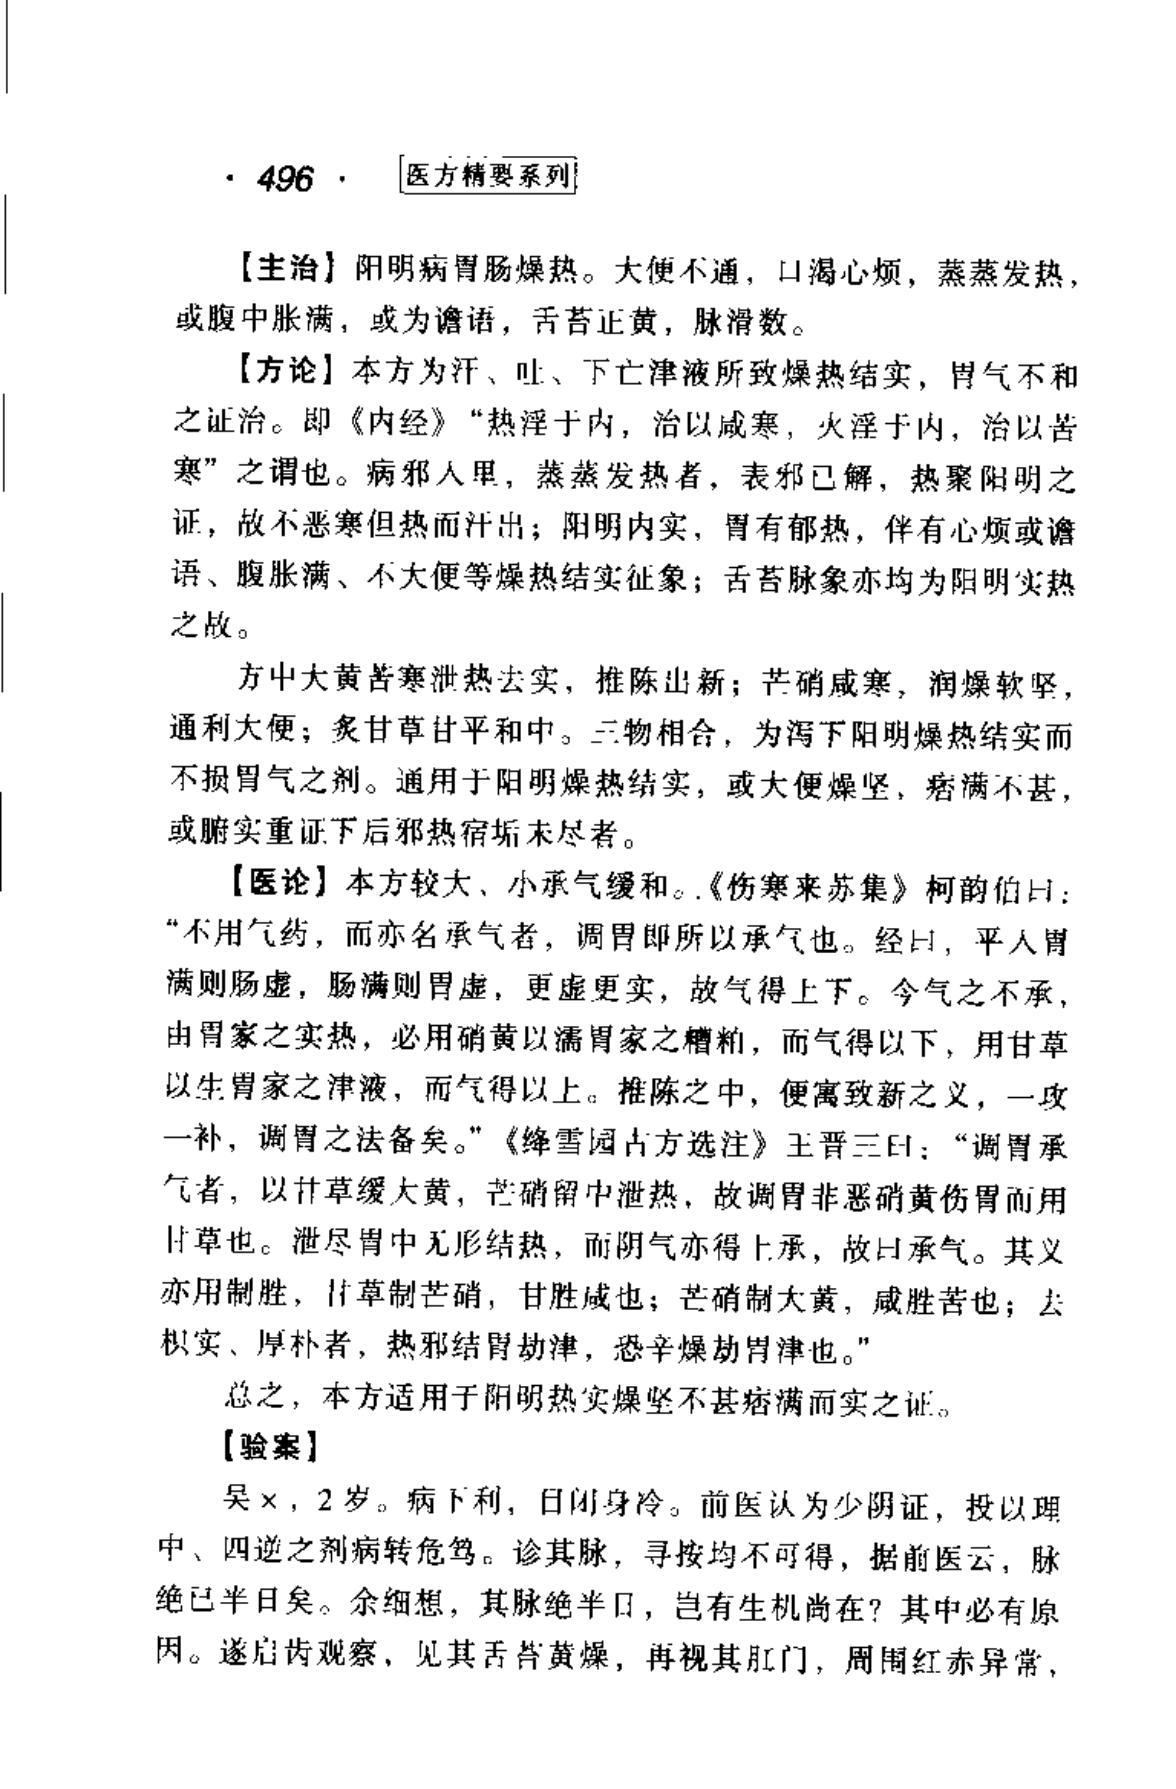 · 496 · 医方精要系列
【主治】阳明病胃肠燥热。大便不通，口渴心烦，蒸蒸发热，
或腹中胀满，或为谵语，舌苔正黄，脉滑数。
【方论】本方为汗、吐、下亡津液所致燥热结实，胃气不和
之证治。即《内经》“热淫于内，治以咸寒，火淫于内，治以苦
寒”之谓也。病邪入里，蒸蒸发热者，表邪已解，热聚阳明之
证，故不恶寒但热而汗出；阳明内实，胃有郁热，伴有心烦或谵
语、腹胀满、不大便等燥热结实征象；舌苔脉象亦均为阳明实热
之故。
方中大黄苦寒泄热去实，推陈出新；芒硝咸寒，润燥软坚，
通利大便；炙甘草甘平和中。三物相合，为泻下阳明燥热结实而
不损胃气之剂。通用于阳明燥热结实，或大便燥坚，痞满不甚，
或腑实重证下后邪热宿垢未尽者。
【医论】本方较大、小承气缓和。《伤寒来苏集》柯韵伯曰：
“不用气药，而亦名承气者，调胃即所以承气也。经曰，平人胃
满则肠虚，肠满则胃虚，更虚更实，故气得上下。今气之不承，
由胃家之实热，必用硝黄以濡胃家之糟粕，而气得以下，用甘草
以生胃家之津液，而气得以上。推陈之中，便寓致新之义，一攻
一补，调胃之法备矣。”《绛雪园古方选注》王晋三曰：“调胃承
气者，以甘草缓大黄，芒硝留中泄热，故调胃非恶硝黄伤胃而用
甘草也。泄尽胃中无形结热，而阴气亦得上承，故曰承气。其义
亦用制胜，甘草制芒硝，甘胜咸也；芒硝制大黄，咸胜苦也；去
枳实、厚朴者，热邪结胃劫津，恐辛燥劫胃津也。”
总之，本方适用于阳明热实燥坚不甚痞满而实之证。
【验案】
吴×，2岁。病下利，目闭身冷。前医认为少阴证，投以理
中、四逆之剂病转危笃。诊其脉，寻按均不可得，据前医云，脉
绝已半日矣。余细想，其脉绝半日，岂有生机尚在？其中必有原
因。遂启齿观察，见其舌苔黄燥，再视其肛门，周围红赤异常，